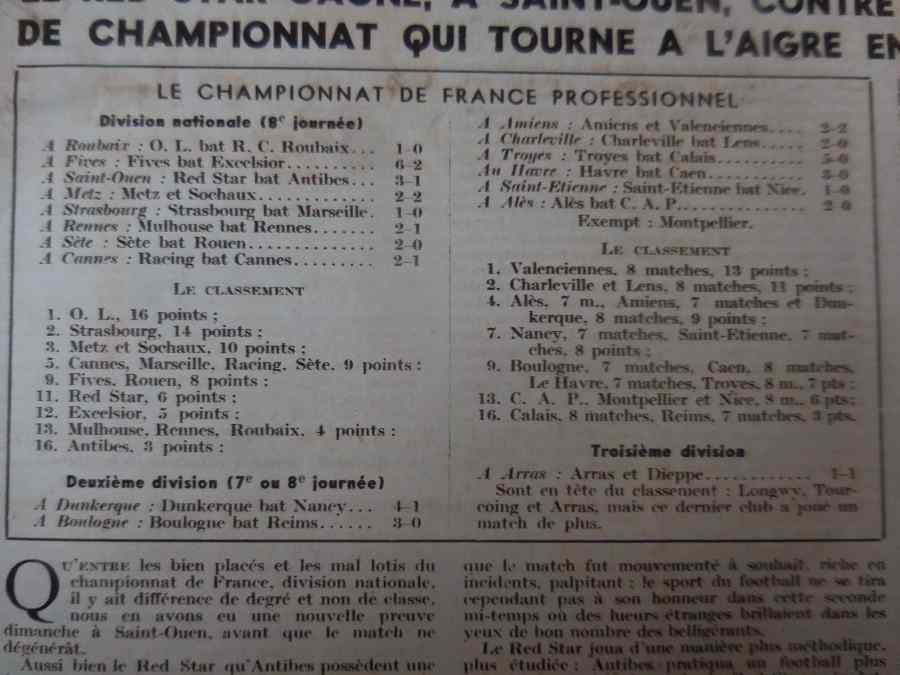 LE RED STAR GAGNE, A SAINT-OUEN, CONTRE
DE CHAMPIONNAT QUI TOURNE A L'AIGRE EN
LE CHAMPIONNAT DE FRANCE PROFESSIONNEL
Division nationale (8e journée)
A Roubaix : O. L. bat R. C. Roubaix... 1-0
A Fives : Fives bat Excelsior......... 6-2
A Saint-Ouen : Red Star bat Antibes... 3-1
A Metz : Metz et Sochaux............ 2-2
A Strasbourg : Strasbourg bat Marseille. 1-0
A Rennes : Mulhouse bat Rennes....... 2-1
A Sète : Sète bat Rouen............. 2-0
A Cannes : Racing bat Cannes......... 2-1
LE CLASSEMENT
1. O. L., 16 points ;
2. Strasbourg, 14 points ;
3. Metz et Sochaux, 10 points ;
5. Cannes, Marseille, Racing, Sète, 9 points :
9. Fives, Rouen, 8 points ;
11. Red Star, 6 points ;
12. Excelsior, 5 points ;
13. Mulhouse, Rennes, Roubaix, 4 points :
16. Antibes, 3 points ;
Deuxième division (7e ou 8e journée)
A Dunkerque : Dunkerque bat Nancy... 4-1
A Boulogne : Boulogne bat Reims...... 3-0
A Amiens : Amiens et Valenciennes.... 2-2
A Charleville : Charleville bat Lens..... 2-0
A Troyes : Troyes bat Calais.......... 5-0
Au Havre : Havre bat Caen........... 3-0
A Saint-Etienne : Saint-Etienne bat Nice. 1-0
A Alès : Alès bat C. A. P............... 2-0
Exempt : Montpellier.
LE CLASSEMENT
1. Valenciennes, 8 matches, 13 points ;
2. Charleville et Lens, 8 matches, 11 points ;
4. Alès, 7 m., Amiens, 7 matches et Dun-
kerque, 8 matches, 9 points ;
7. Nancy, 7 matches, Saint-Etienne, 7 mat-
ches, 8 points ;
9. Boulogne, 7 matches, Caen, 8 matches,
Le Havre, 7 matches, Troyes, 8 m., 7 pts ;
13. C. A. P., Montpellier et Nice, 8 m., 6 pts ;
16. Calais, 8 matches, Reims, 7 matches, 3 pts.
Troisième division
A Arras : Arras et Dieppe............ 1-1
Sont en tête du classement : Longwy, Tour-
coing et Arras, mais ce dernier club a joué un
match de plus.
QU'ENTRE les bien placés et les mal lotis du
championnat de France, division nationale,
il y ait différence de degré et non de classe,
nous en avons eu une nouvelle preuve
dimanche à Saint-Ouen, avant que le match ne
dégénérât.
Aussi bien le Red Star qu'Antibes possèdent une
que le match fut mouvementé à souhait, riche en
incidents, palpitant ; le sport du football ne se tira
cependant pas à son honneur dans cette seconde
mi-temps où des lueurs étranges brillaient dans les
yeux de bon nombre des belligérants.
Le Red Star joua d'une manière plus méthodique,
plus étudiée ; Antibes pratiqua un football plus